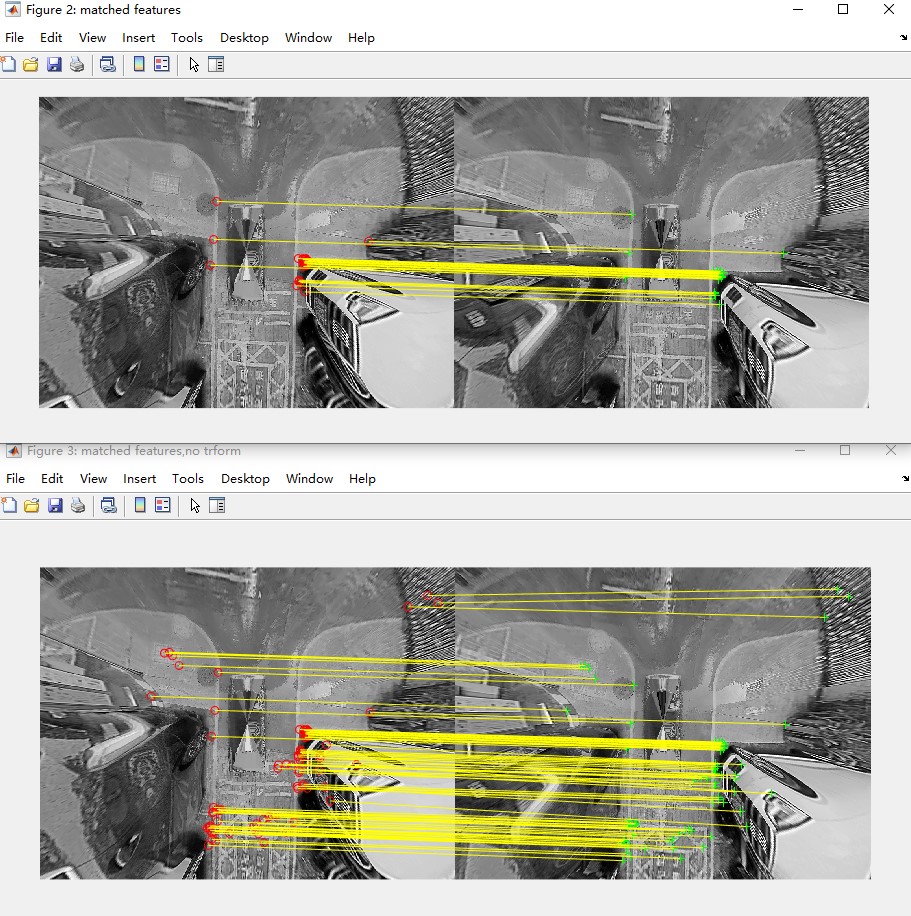 Figure 2: matched features
File Edit View Insert Tools Desktop Window Help
Figure 3: matched features,no trform
File Edit View Insert Tools Desktop Window Help